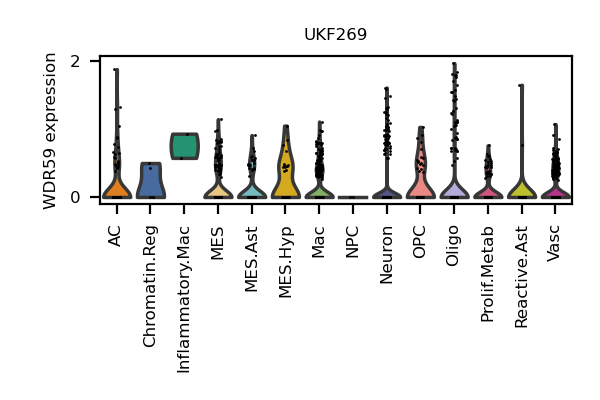 UKF269
WDR59 expression
2
0
AC
Chromatin.Reg
Inflammatory.Mac
MES
MES.Ast
MES.Hyp
Mac
NPC
Neuron
OPC
Oligo
Prolif.Metab
Reactive.Ast
Vasc